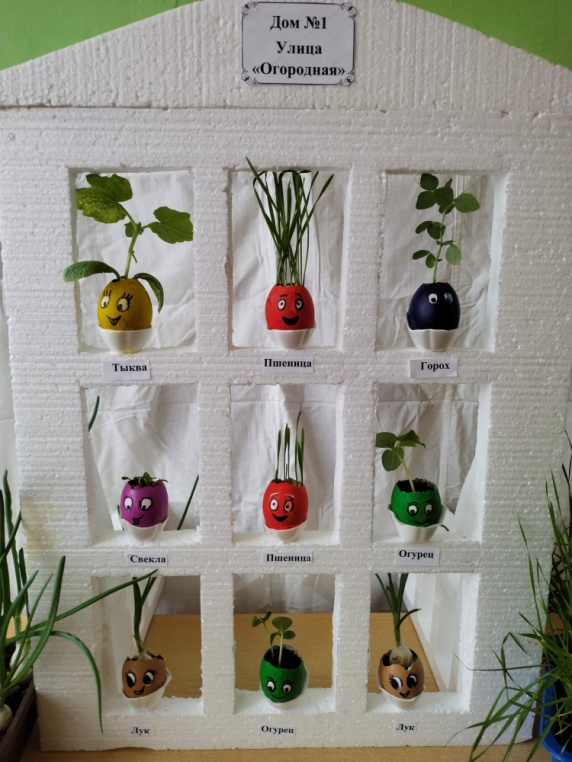 Дом №1
Улица
«Огородная»
Тыква
Пшеница
Горох
Свекла
Пшеница
Огурец
Лук
Огурец
Лук